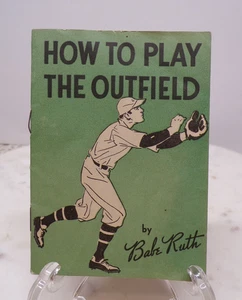 HOW TO PLAY
THE OUTFIELD
by
Babe Ruth